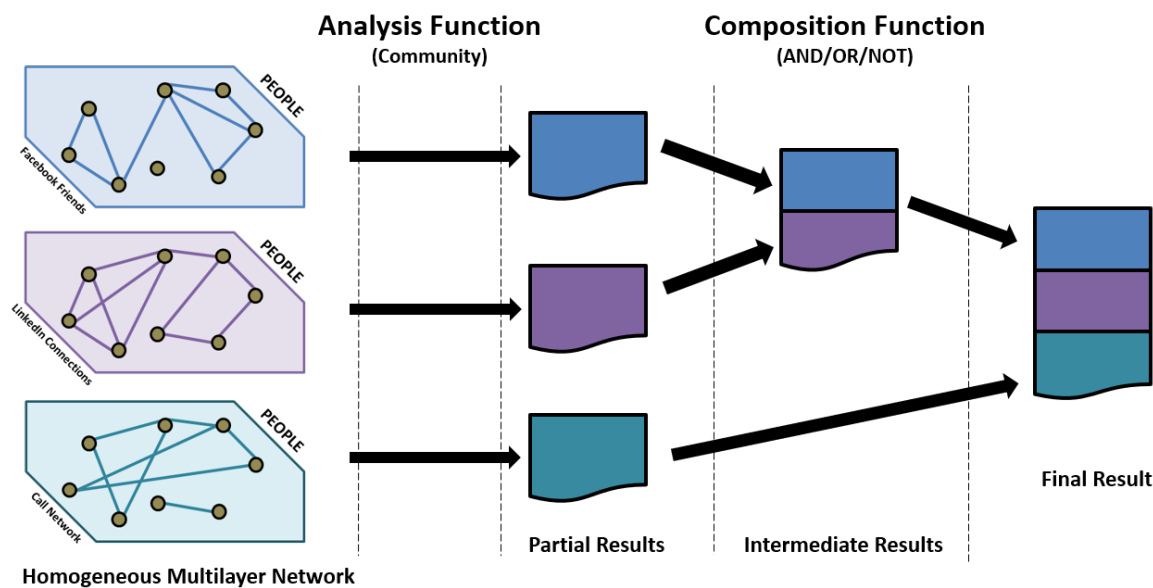 Analysis Function
(Community)
Composition Function
(AND/OR/NOT)
PEOPLE
Facebook Friends
PEOPLE
LinkedIn Connections
PEOPLE
Call Network
Final Result
Partial Results
Intermediate Results
Homogeneous Multilayer Network